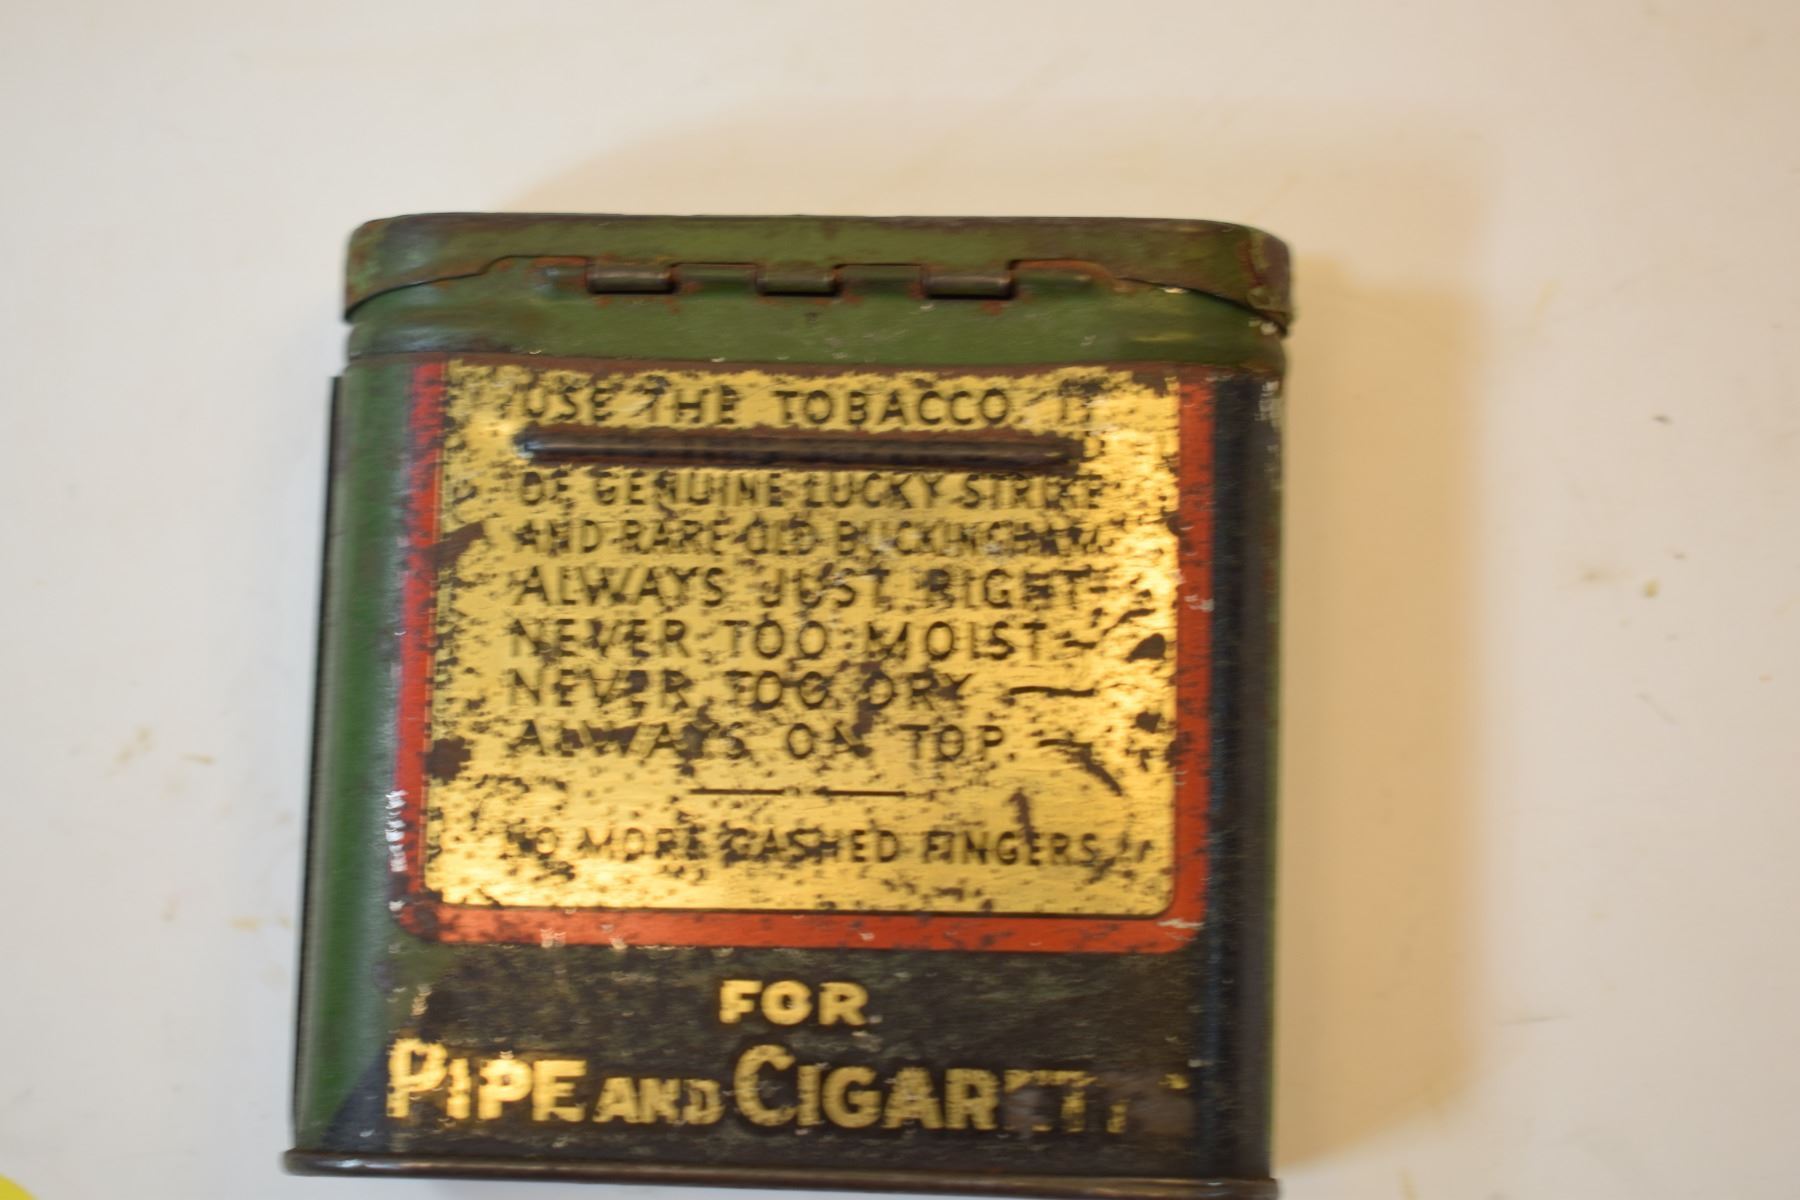 USE THE TOBACCO
OF GENUINE LUCKY STRIKE
AND RARE OLD BUCKINGHAM
ALWAYS JUST RIGHT—
NEVER TOO MOIST—
NEVER TOO DRY —
ALWAYS ON TOP —
NO MORE GASHED FINGERS
FOR
PIPE AND CIGARETTE